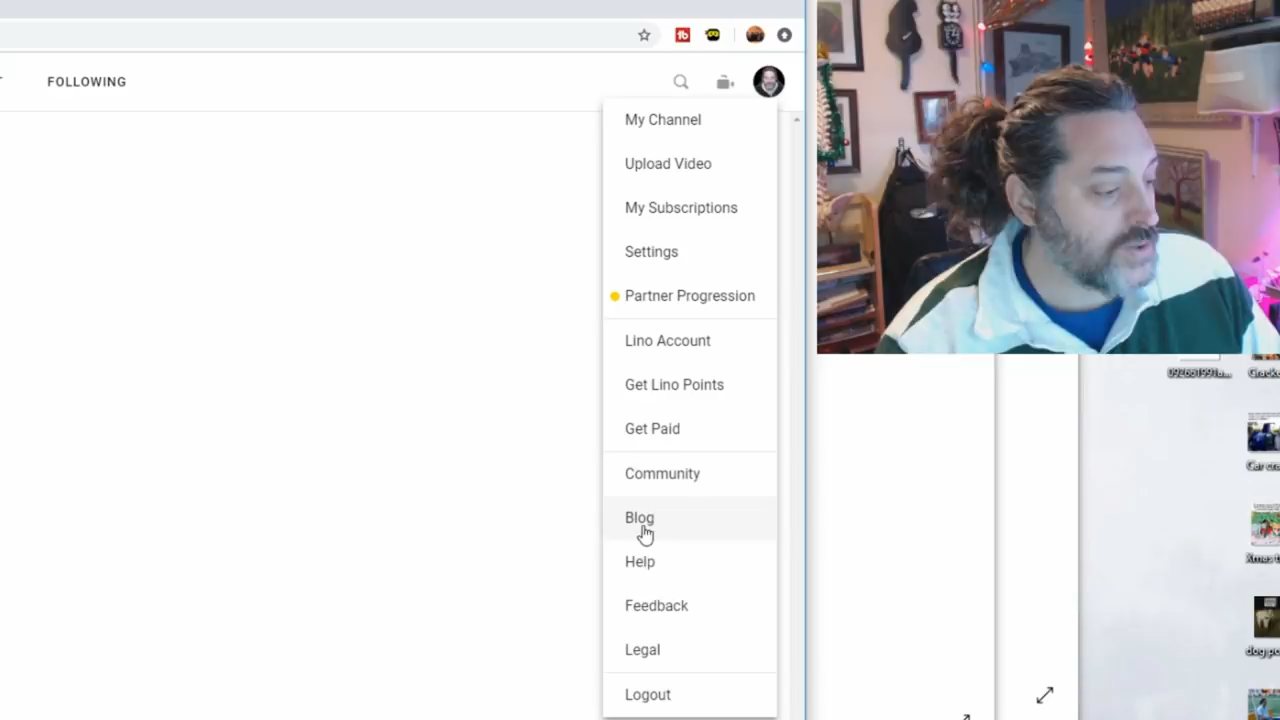 FOLLOWING
My Channel
Upload Video
My Subscriptions
Settings
Partner Progression
Lino Account
Get Lino Points
Get Paid
Community
Blog
Help
Feedback
Legal
Logout